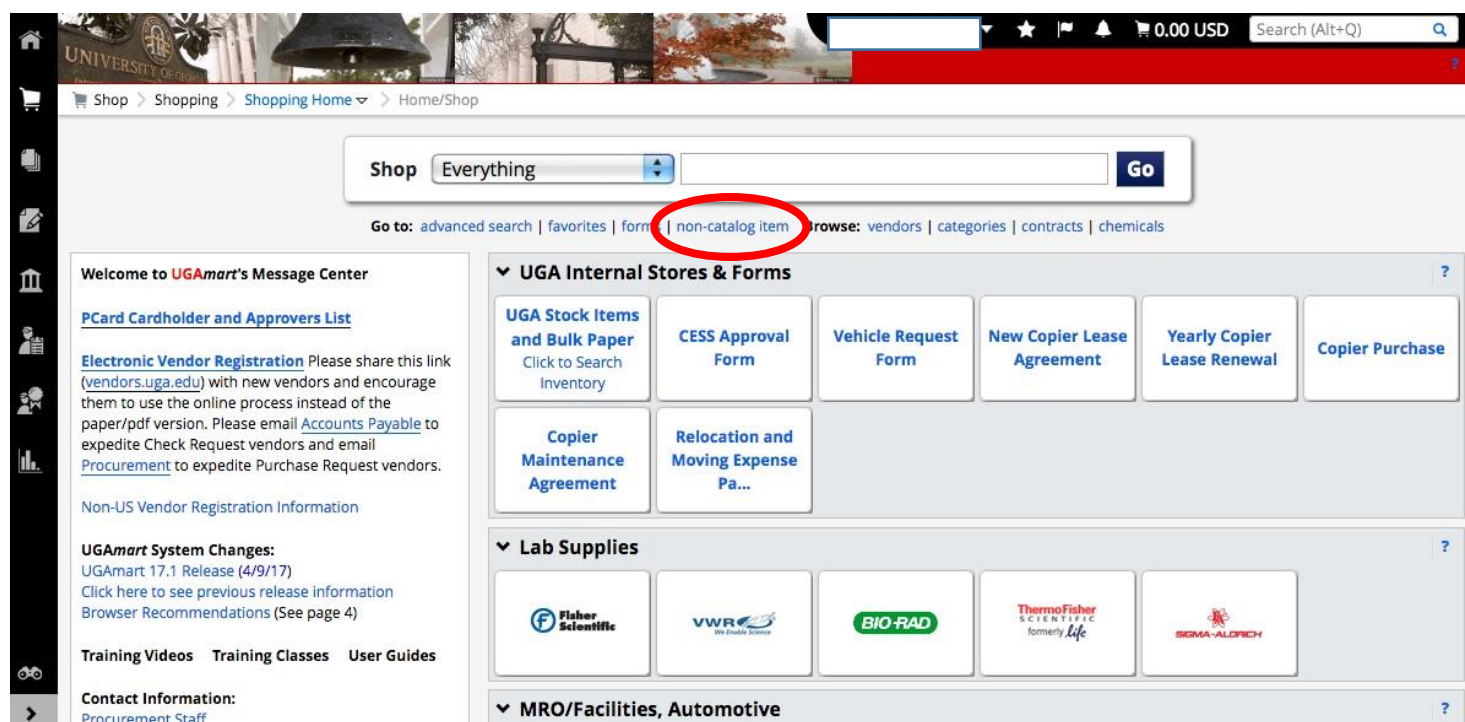 UNIVERSITY OF GEORGIA
0.00 USD Search (Alt+Q)
?
Shop > Shopping > Shopping Home > Home/Shop
Shop Everything Go
Go to: advanced search | favorites | forms | non-catalog item Browse: vendors | categories | contracts | chemicals
Welcome to UGAmart's Message Center
PCard Cardholder and Approvers List
Electronic Vendor Registration Please share this link
(vendors.uga.edu) with new vendors and encourage
them to use the online process instead of the
paper/pdf version. Please email Accounts Payable to
expedite Check Request vendors and email
Procurement to expedite Purchase Request vendors.
Non-US Vendor Registration Information
UGAmart System Changes:
UGAmart 17.1 Release (4/9/17)
Click here to see previous release information
Browser Recommendations (See page 4)
Training Videos Training Classes User Guides
Contact Information:
Procurement Staff
UGA Internal Stores & Forms ?
UGA Stock Items
and Bulk Paper
Click to Search
Inventory
CESS Approval
Form
Vehicle Request
Form
New Copier Lease
Agreement
Yearly Copier
Lease Renewal
Copier Purchase
Copier
Maintenance
Agreement
Relocation and
Moving Expense
Pa...
Lab Supplies ?
Fisher
Scientific
VWR
We Enable Science
BIO-RAD
ThermoFisher
SCIENTIFIC
formerly life
SIGMA-ALDRICH
MRO/Facilities, Automotive ?